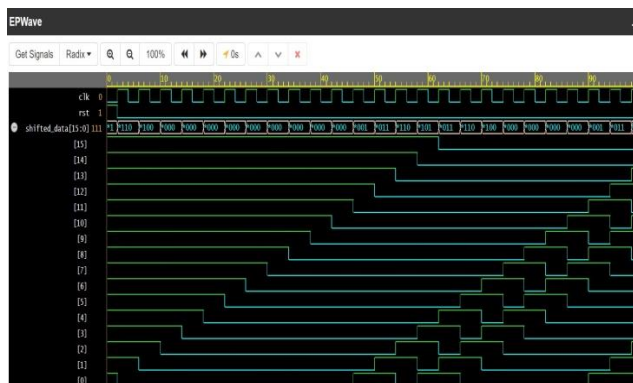 EPWave
Get Signals Radix▾ 100% 0s
0 10 20 30 40 50 60 70 80 90
clk 0
rst 1
shifted_data[15:0] 111 *1 *110 *100 *000 *000 *000 *000 *000 *000 *000 *000 *000 *001 *011 *110 *101 *011 *110 *100 *000 *000 *000 *001 *011
[15]
[14]
[13]
[12]
[11]
[10]
[9]
[8]
[7]
[6]
[5]
[4]
[3]
[2]
[1]
[0]